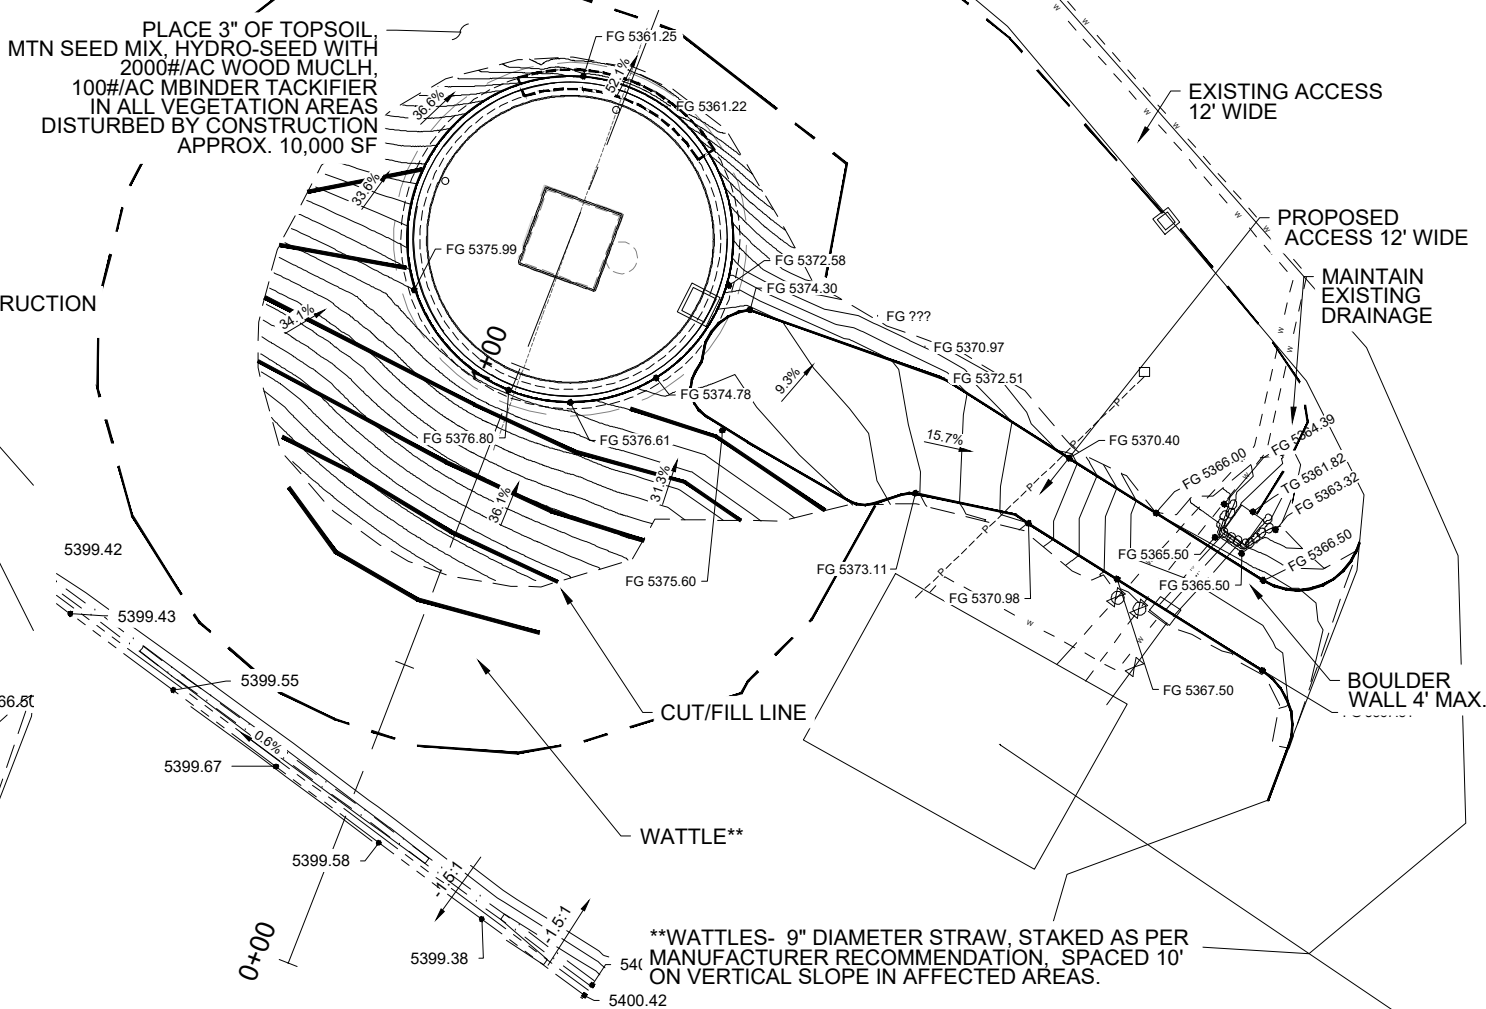 PLACE 3" OF TOPSOIL,
MTN SEED MIX, HYDRO-SEED WITH
2000#/AC WOOD MUCLH,
100#/AC MBINDER TACKIFIER
IN ALL VEGETATION AREAS
DISTURBED BY CONSTRUCTION
APPROX. 10,000 SF
FG 5361.25
52.1%
36.6%
FG 5361.22
EXISTING ACCESS
12' WIDE
33.6%
PROPOSED
ACCESS 12' WIDE
FG 5375.99
FG 5372.58
FG 5374.30
MAINTAIN
EXISTING
DRAINAGE
RUCTION
34.1%
FG ???
1+00
FG 5370.97
FG 5372.51
9.3%
FG 5374.78
FG 5376.80
FG 5376.61
15.7%
FG 5370.40
31.3%
36.1%
FG 5366.00
FG 5364.39
TG 5361.82
FG 5363.32
FG 5366.50
FG 5365.50
FG 5365.50
5399.42
FG 5375.60
FG 5373.11
FG 5370.98
5399.43
5399.55
FG 5367.50
BOULDER
WALL 4' MAX.
66.50
CUT/FILL LINE
0.6%
5399.67
WATTLE**
5399.58
-1.5:1
-1.5:1
0+00
5399.38
540
5400.42
**WATTLES- 9" DIAMETER STRAW, STAKED AS PER
MANUFACTURER RECOMMENDATION, SPACED 10'
ON VERTICAL SLOPE IN AFFECTED AREAS.
P
P
P
P
W
W
W
W
W
W
W
W
W